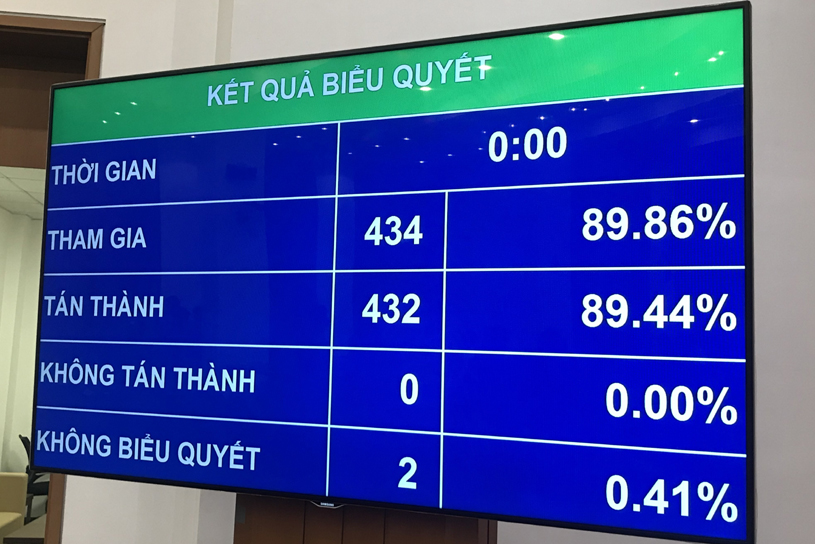 KẾT QUẢ BIỂU QUYẾT
THỜI GIAN 0:00
THAM GIA 434 89.86%
TÁN THÀNH 432 89.44%
KHÔNG TÁN THÀNH 0 0.00%
KHÔNG BIỂU QUYẾT 2 0.41%
SAMSUNG